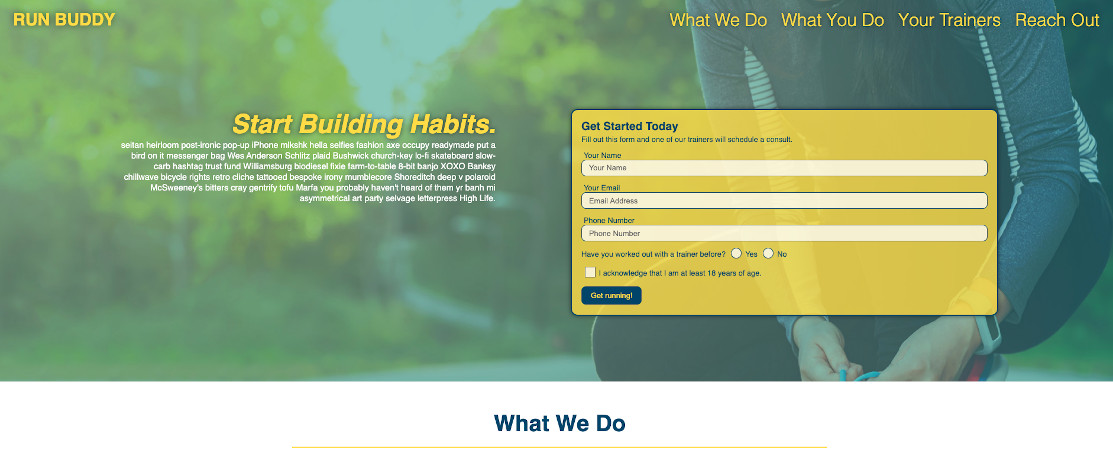 RUN BUDDY
What We Do What You Do Your Trainers Reach Out
Start Building Habits.
seitan heirloom post-ironic pop-up iPhone mikshk hella selfies fashion axe occupy readymade put a
bird on it messenger bag Wes Anderson Schlitz plaid Bushwick church-key lo-fi skateboard slow-
carb hashtag trust fund Williamsburg biodiesel fixie farm-to-table 8-bit banjo XOXO Banksy
chillwave bicycle rights retro cliche tattooed bespoke irony mumblecore Shoreditch deep v polaroid
McSweeney's bitters cray gentrify tofu Marfa you probably haven't heard of them yr banh mi
asymmetrical art party selvage letterpress High Life.
Get Started Today
Fill out this form and one of our trainers will schedule a consult.
Your Name
Your Name
Your Email
Email Address
Phone Number
Phone Number
Have you worked out with a trainer before? Yes No
I acknowledge that I am at least 18 years of age.
Get running!
What We Do